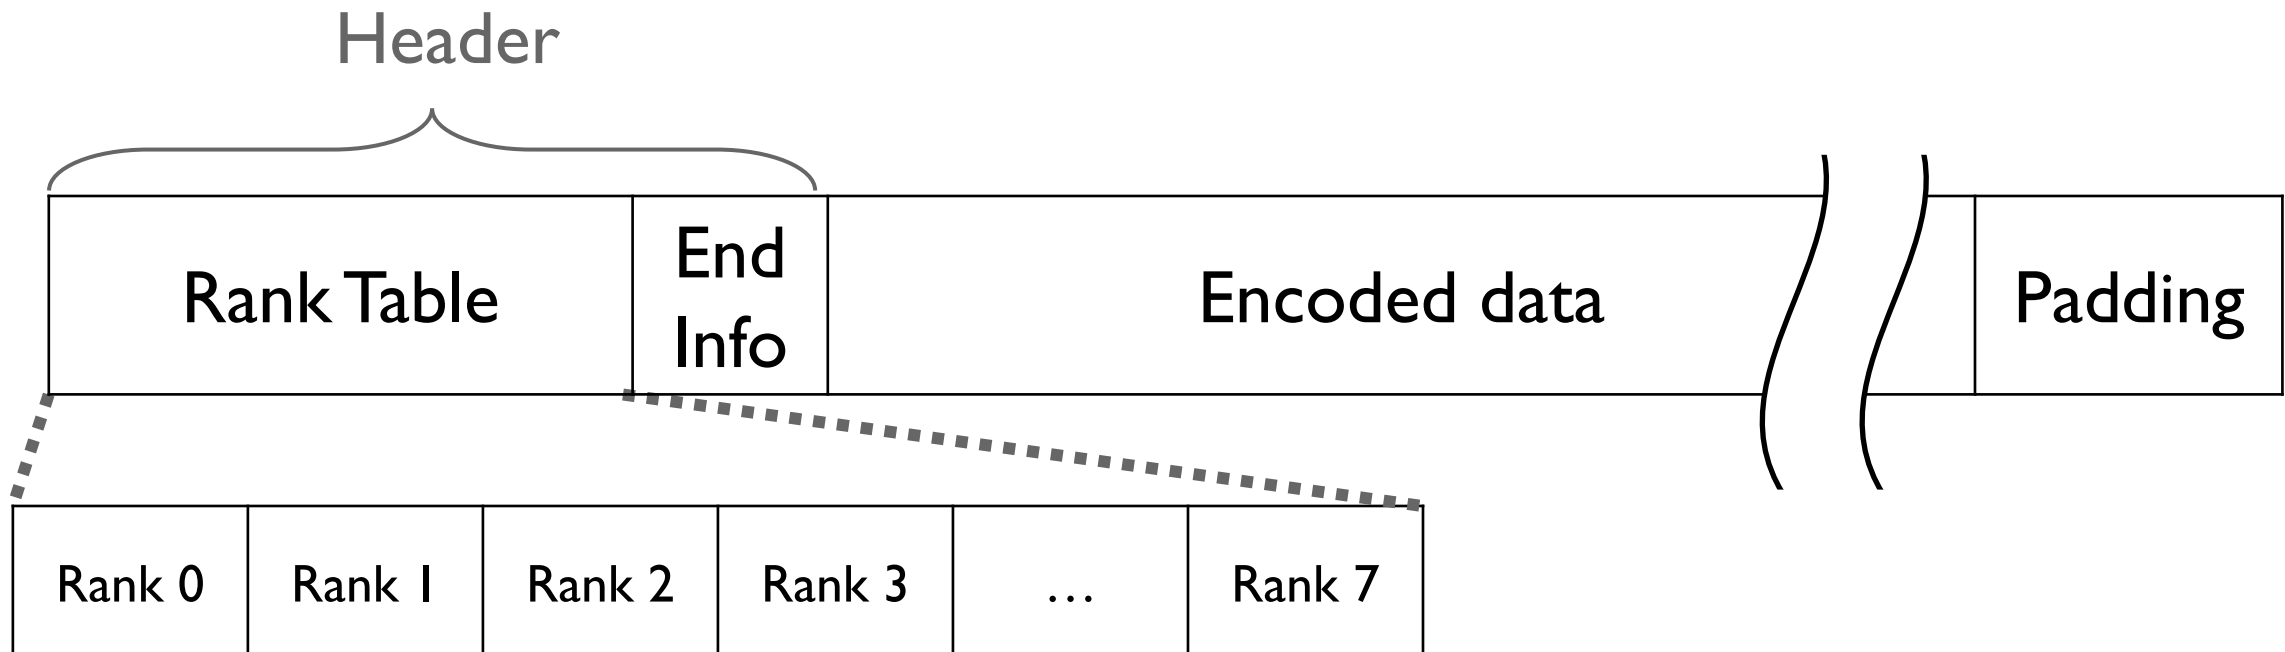 Header
Rank Table
End
Info
Encoded data
Padding
Rank 0
Rank 1
Rank 2
Rank 3
...
Rank 7